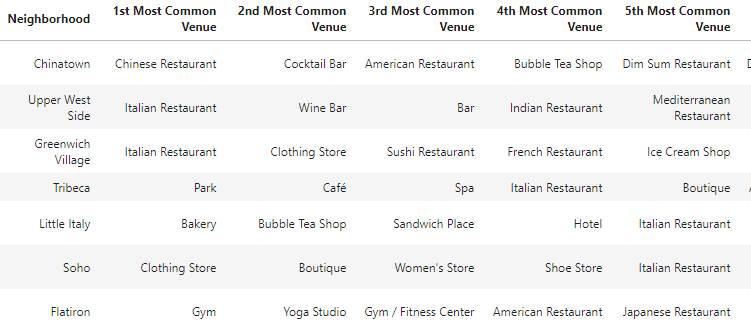 Neighborhood 1st Most Common Venue 2nd Most Common Venue 3rd Most Common Venue 4th Most Common Venue 5th Most Common Venue
Chinatown Chinese Restaurant Cocktail Bar American Restaurant Bubble Tea Shop Dim Sum Restaurant
Upper West Side Italian Restaurant Wine Bar Bar Indian Restaurant Mediterranean Restaurant
Greenwich Village Italian Restaurant Clothing Store Sushi Restaurant French Restaurant Ice Cream Shop
Tribeca Park Café Spa Italian Restaurant Boutique
Little Italy Bakery Bubble Tea Shop Sandwich Place Hotel Italian Restaurant
Soho Clothing Store Boutique Women's Store Shoe Store Italian Restaurant
Flatiron Gym Yoga Studio Gym / Fitness Center American Restaurant Japanese Restaurant